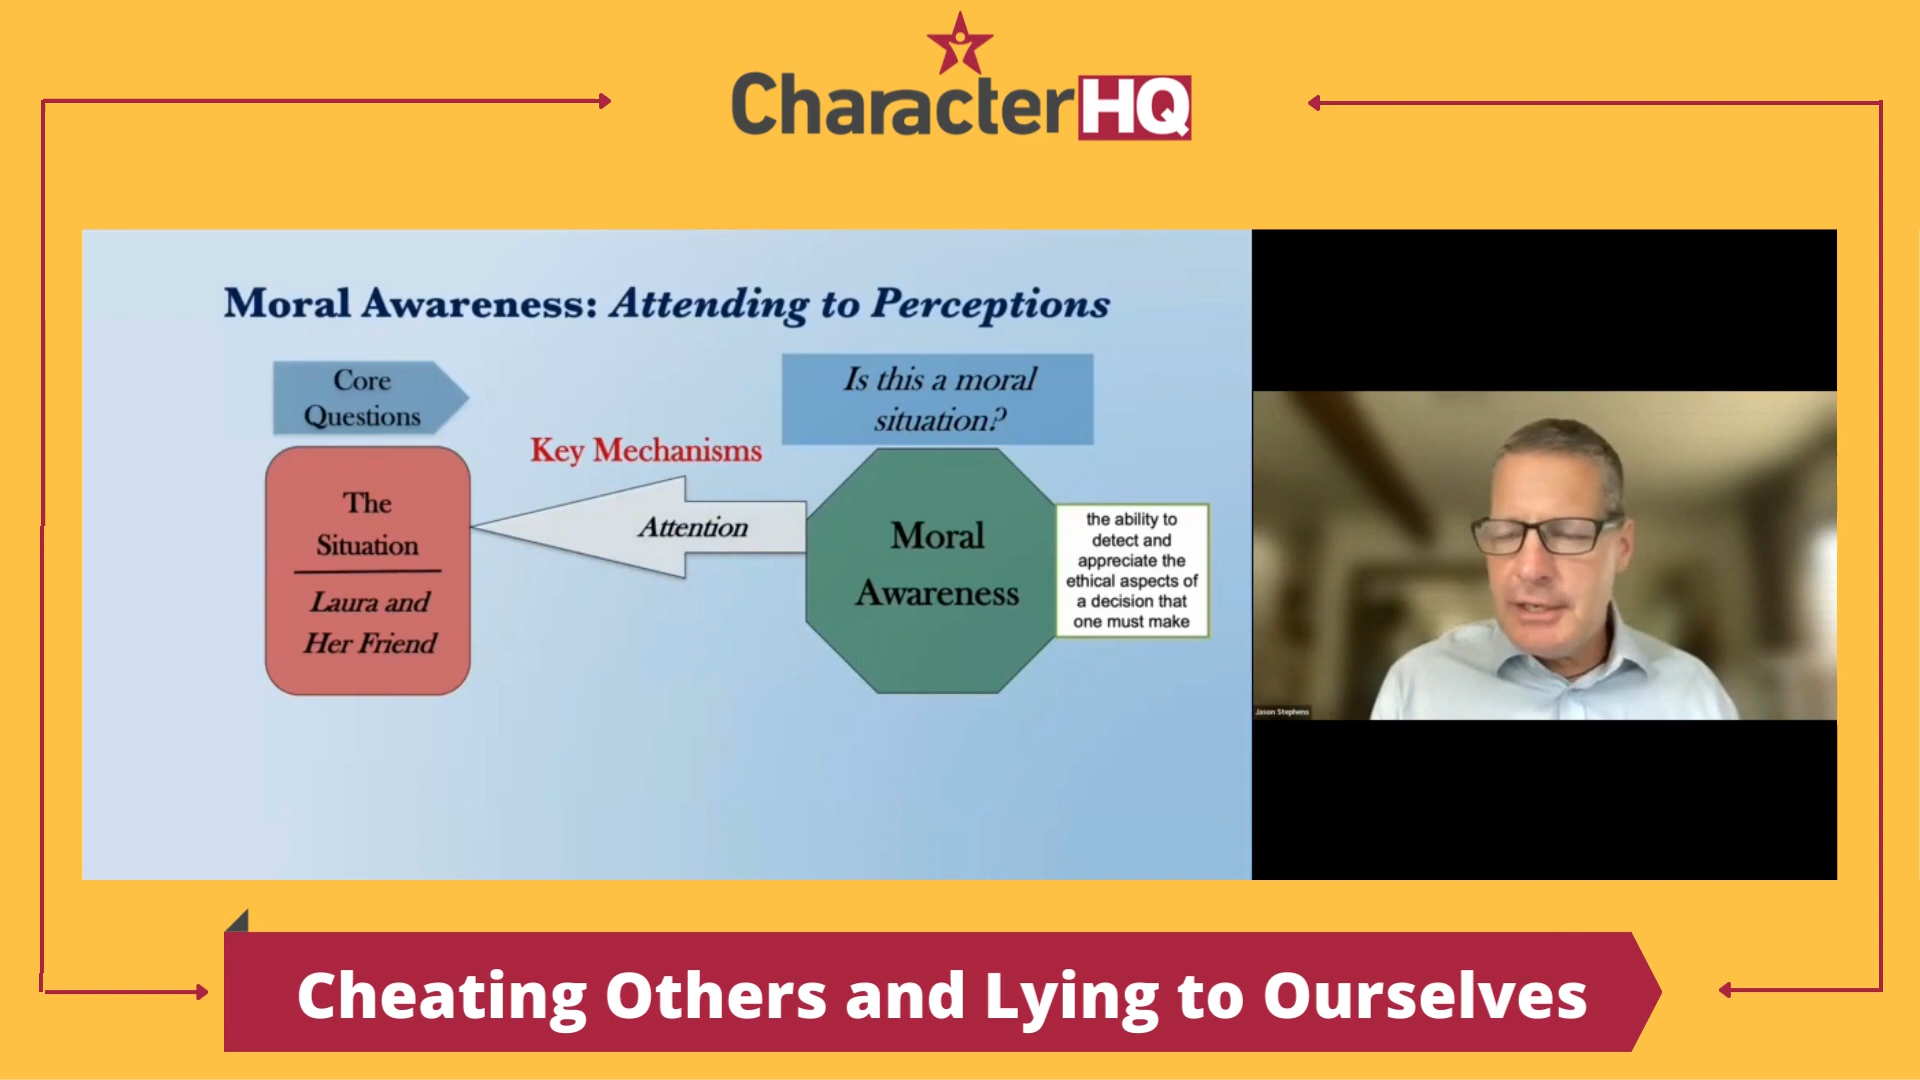 CharacterHQ
Moral Awareness: Attending to Perceptions
Core
Questions
Is this a moral
situation?
Key Mechanisms
The
Situation
Laura and
Her Friend
Attention
Moral
Awareness
the ability to
detect and
appreciate the
ethical aspects of
a decision that
one must make
Jason Stephens
Cheating Others and Lying to Ourselves